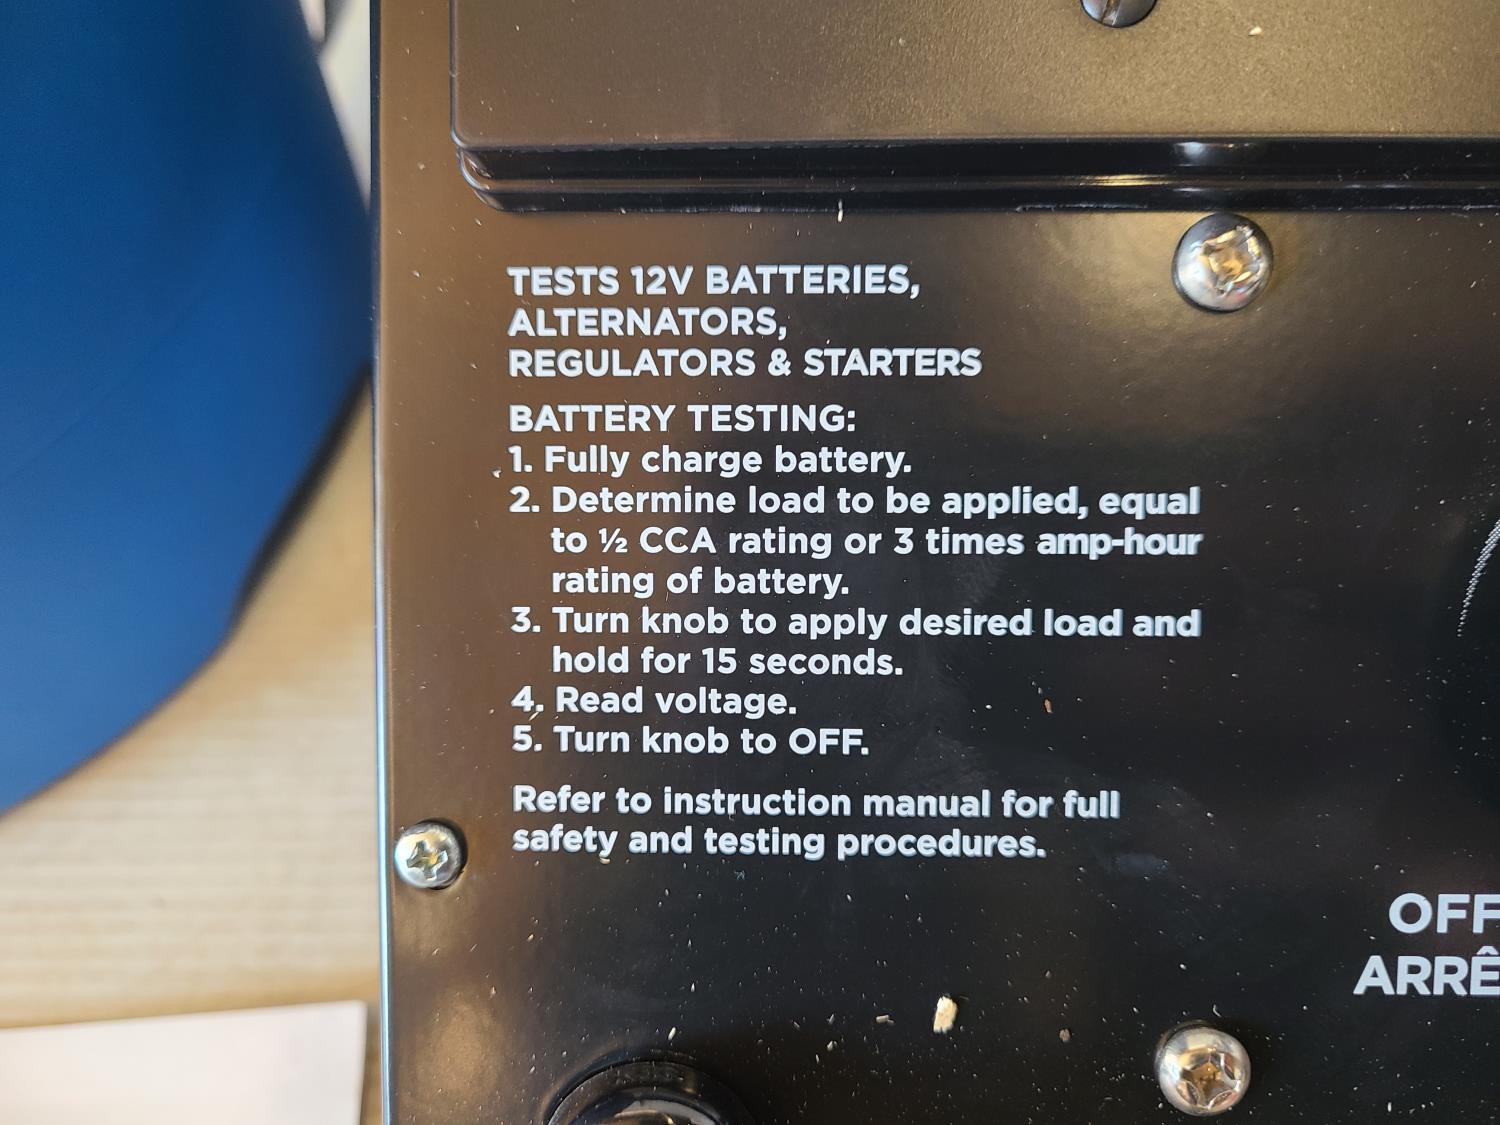 TESTS 12V BATTERIES,
ALTERNATORS,
REGULATORS & STARTERS
BATTERY TESTING:
1. Fully charge battery.
2. Determine load to be applied, equal
to ½ CCA rating or 3 times amp-hour
rating of battery.
3. Turn knob to apply desired load and
hold for 15 seconds.
4. Read voltage.
5. Turn knob to OFF.
Refer to instruction manual for full
safety and testing procedures.
OFF
ARRÊ